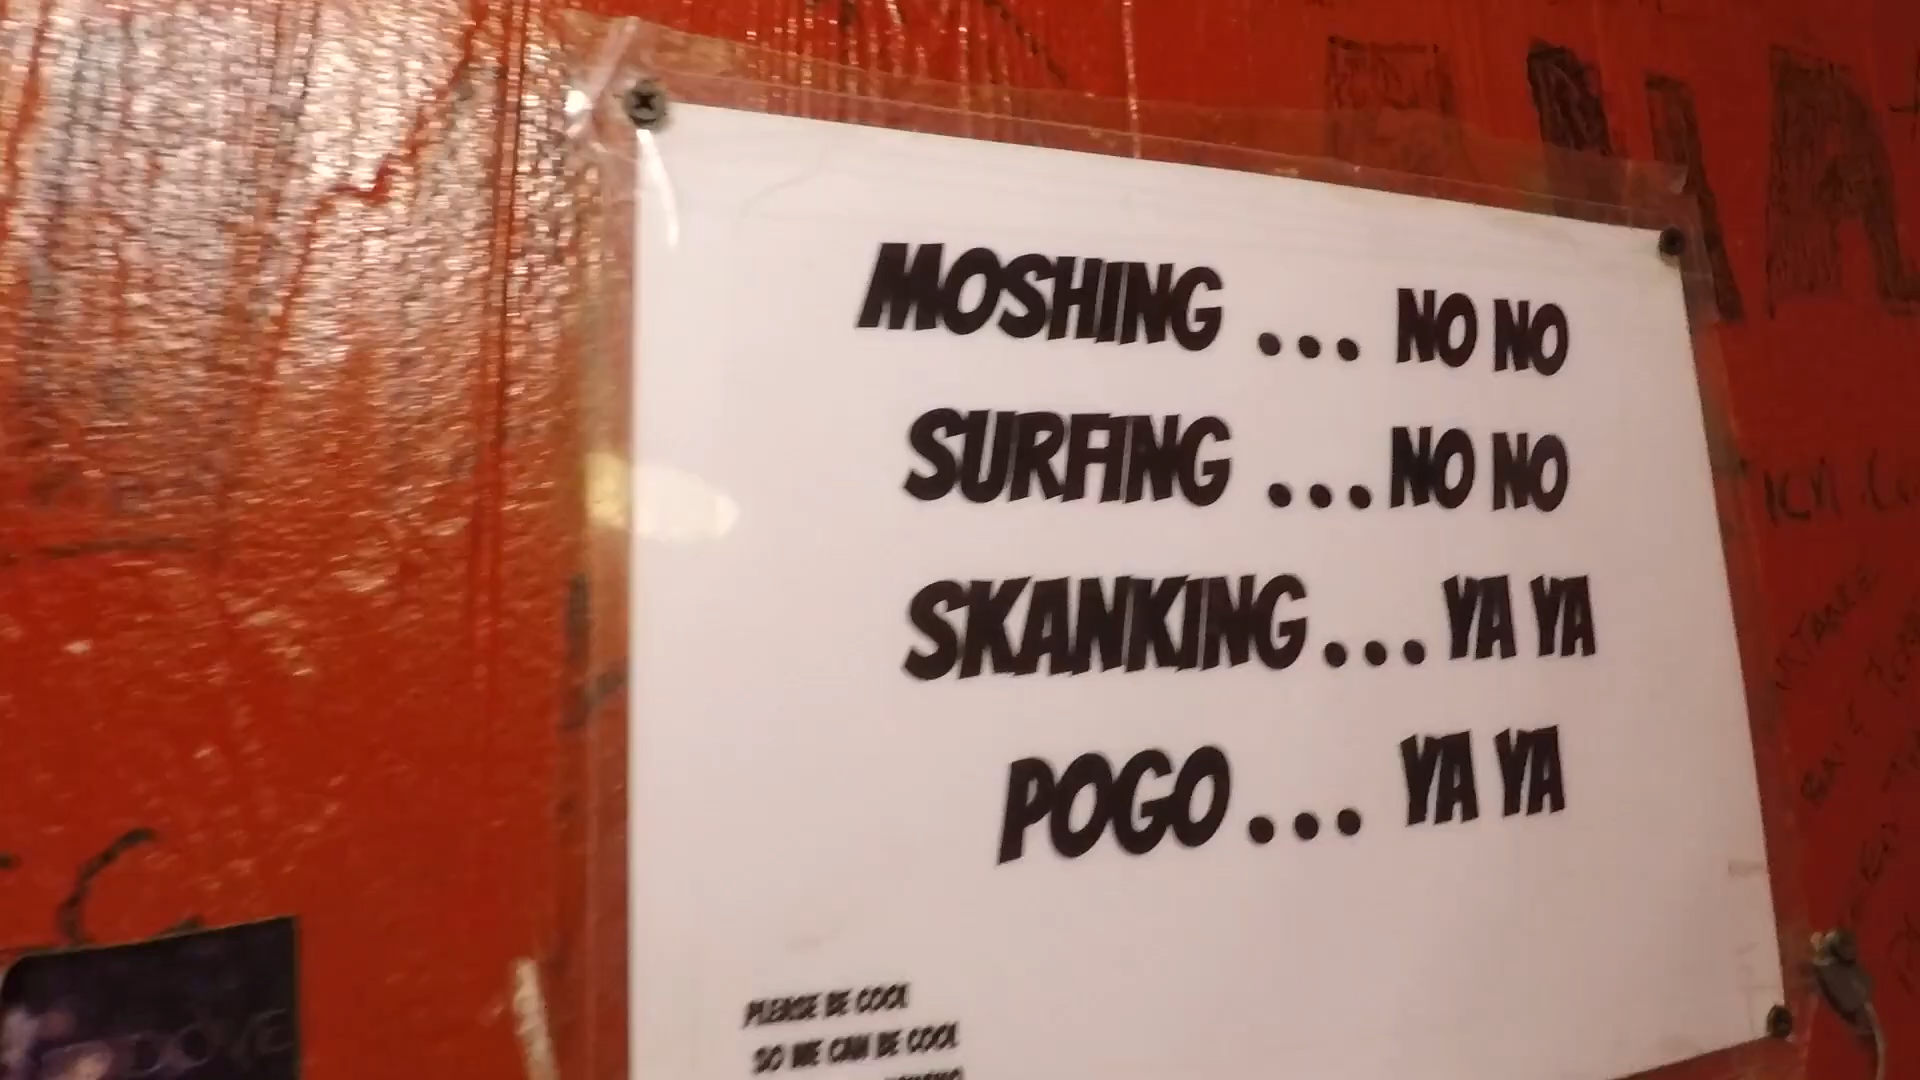 MOSHING ... NO NO
SURFING ... NO NO
SKANKING ... YA YA
POGO ... YA YA
PLEASE BE COOL
SO WE CAN BE COOL